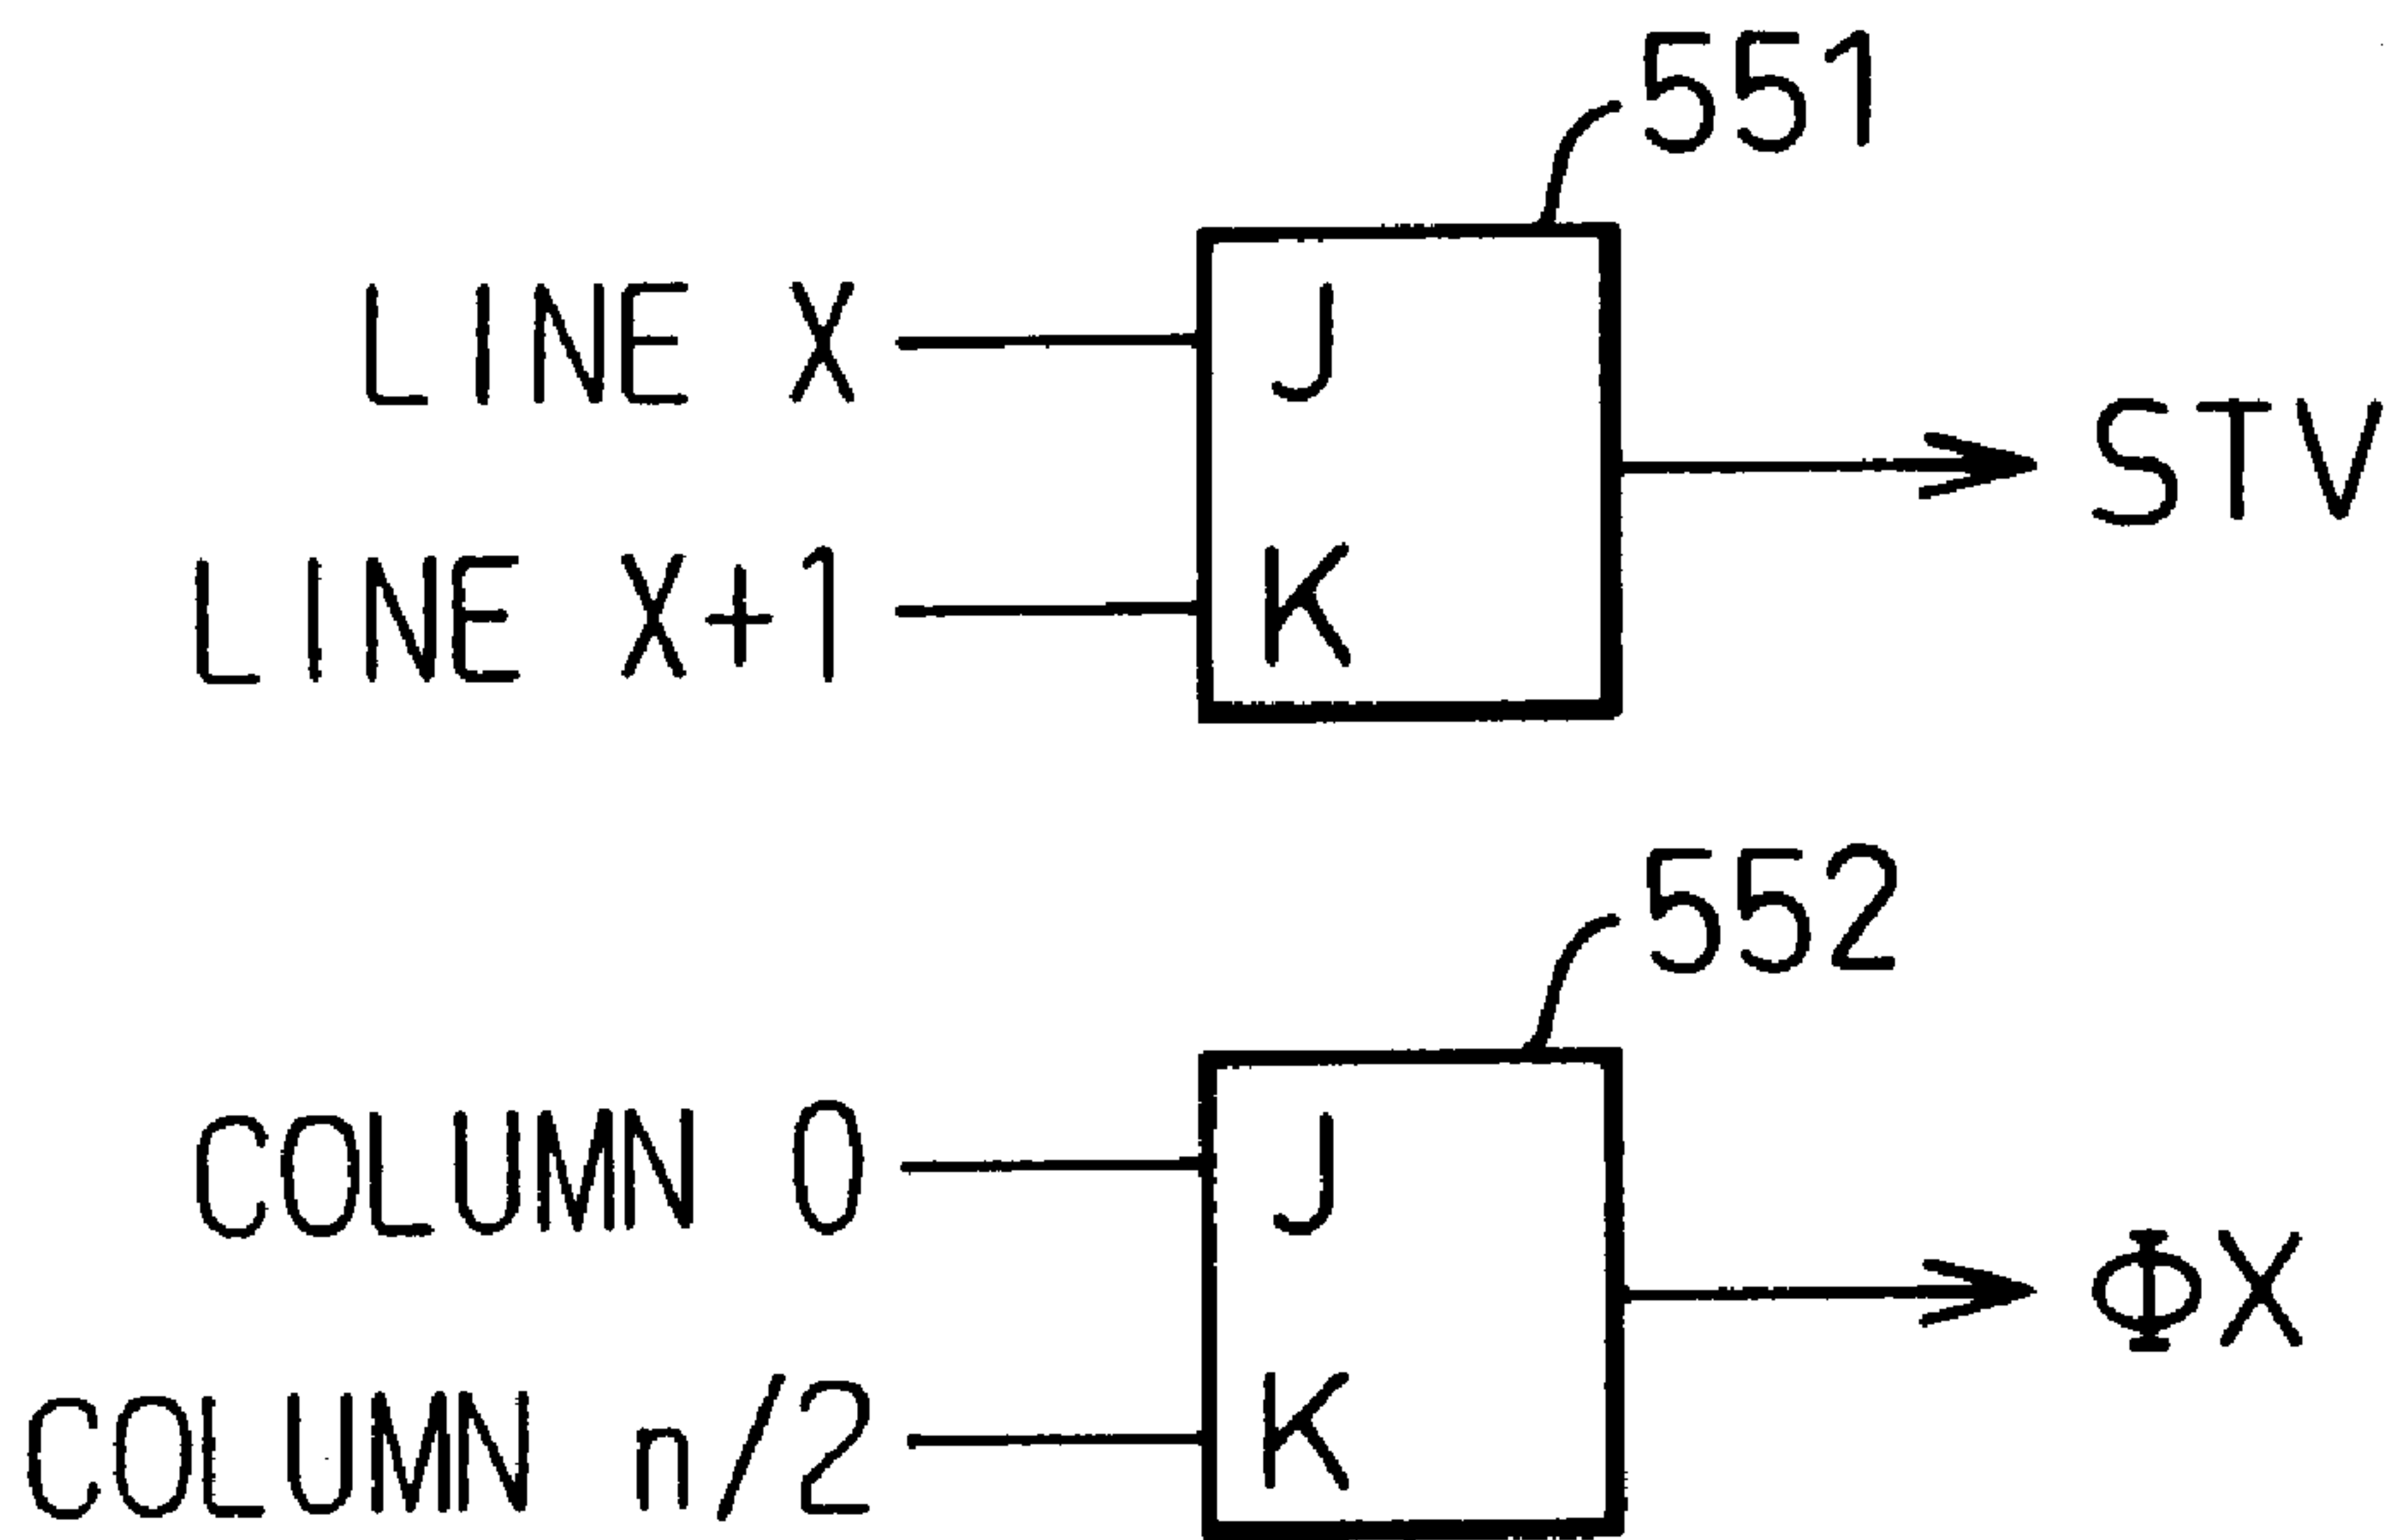 551
LINE X
J
STV
LINE X+1
K
552
COLUMN 0
J
ΦX
COLUMN n/2
K